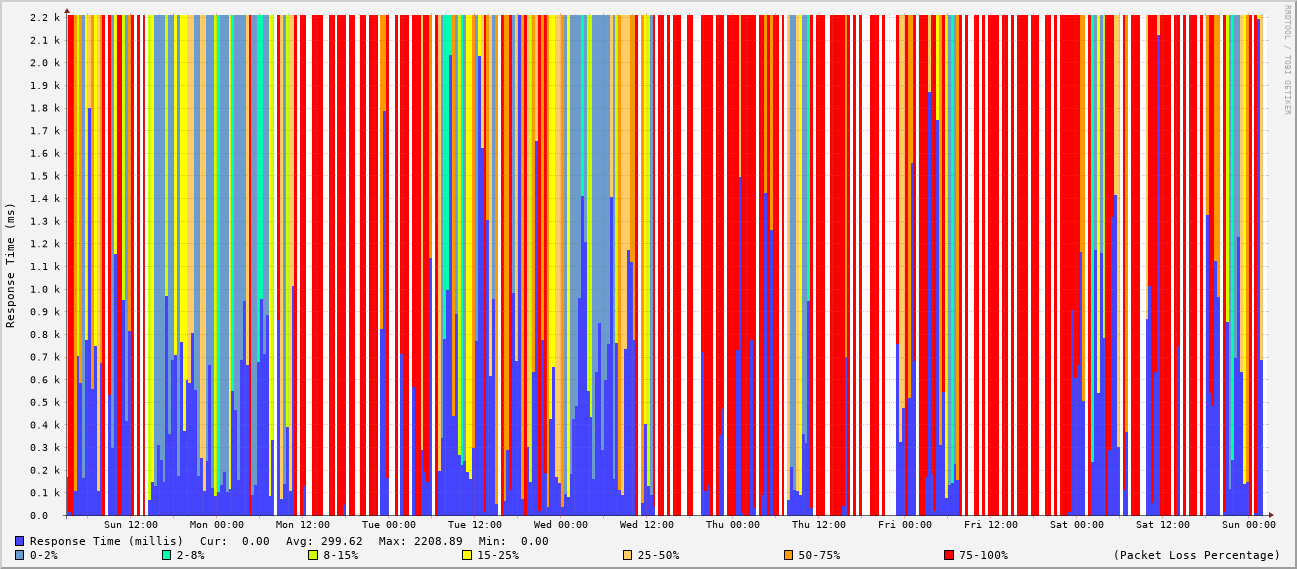 2.2 k
2.1 k
2.0 k
1.9 k
1.8 k
1.7 k
1.6 k
1.5 k
1.4 k
1.3 k
1.2 k
1.1 k
1.0 k
0.9 k
0.8 k
0.7 k
0.6 k
0.5 k
0.4 k
0.3 k
0.2 k
0.1 k
0.0
Response Time (ms)
RRDTOOL / TOBI OETIKER
Sun 12:00 Mon 00:00 Mon 12:00 Tue 00:00 Tue 12:00 Wed 00:00 Wed 12:00 Thu 00:00 Thu 12:00 Fri 00:00 Fri 12:00 Sat 00:00 Sat 12:00 Sun 00:00
Response Time (millis) Cur: 0.00 Avg: 299.62 Max: 2208.89 Min: 0.00
0-2% 2-8% 8-15% 15-25% 25-50% 50-75% 75-100% (Packet Loss Percentage)